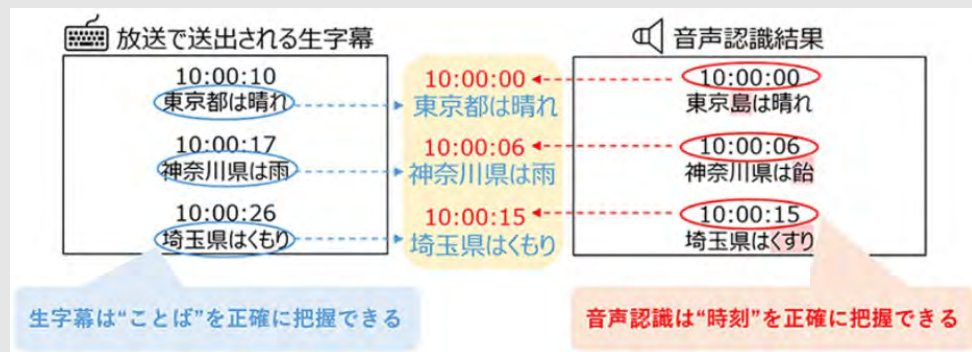 放送で送出される生字幕
10:00:10
東京都は晴れ
10:00:17
神奈川県は雨
10:00:26
埼玉県はくもり
10:00:00
東京都は晴れ
10:00:06
神奈川県は雨
10:00:15
埼玉県はくもり
音声認識結果
10:00:00
東京島は晴れ
10:00:06
神奈川県は飴
10:00:15
埼玉県はくすり
生字幕は“ことば”を正確に把握できる
音声認識は“時刻”を正確に把握できる